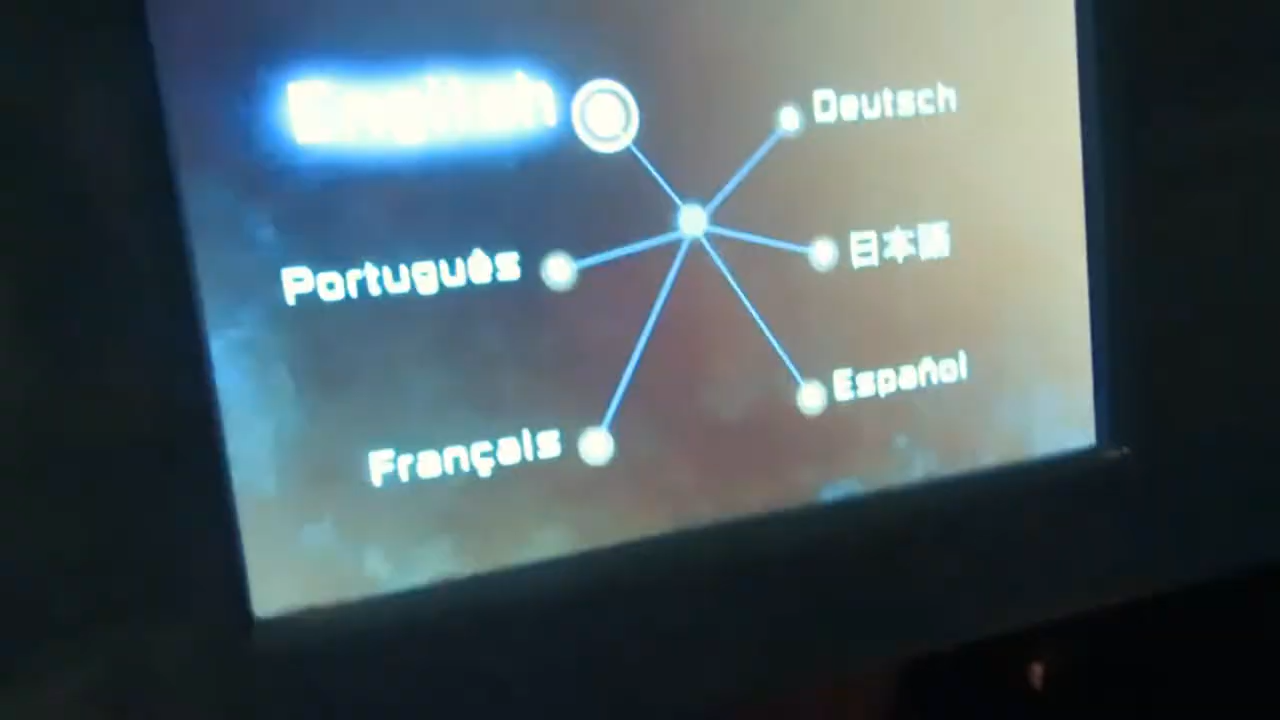 English
Deutsch
Português
日本語
Français
Español